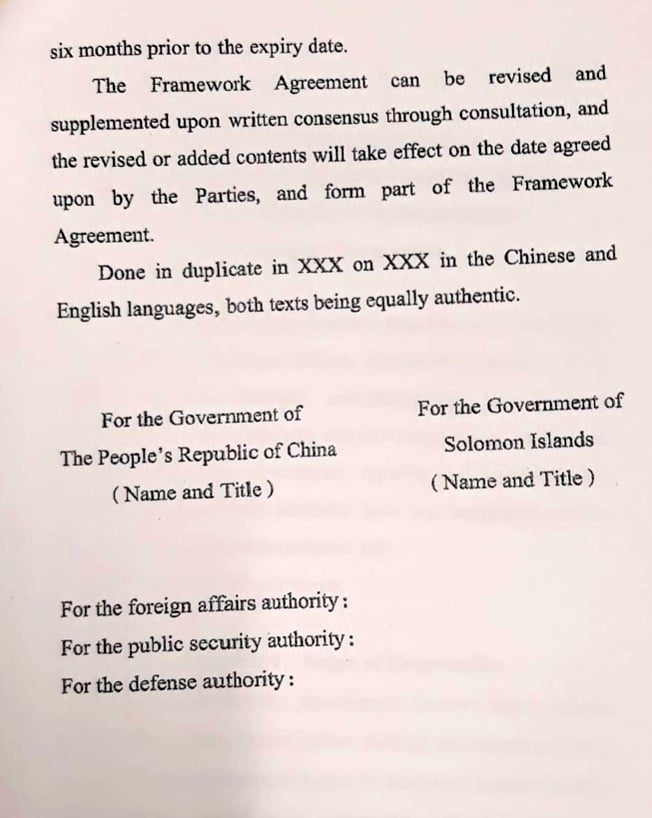 six months prior to the expiry date.
The Framework Agreement can be revised and
supplemented upon written consensus through consultation, and
the revised or added contents will take effect on the date agreed
upon by the Parties, and form part of the Framework
Agreement.
Done in duplicate in XXX on XXX in the Chinese and
English languages, both texts being equally authentic.
For the Government of
The People's Republic of China
( Name and Title )
For the Government of
Solomon Islands
( Name and Title )
For the foreign affairs authority:
For the public security authority:
For the defense authority: